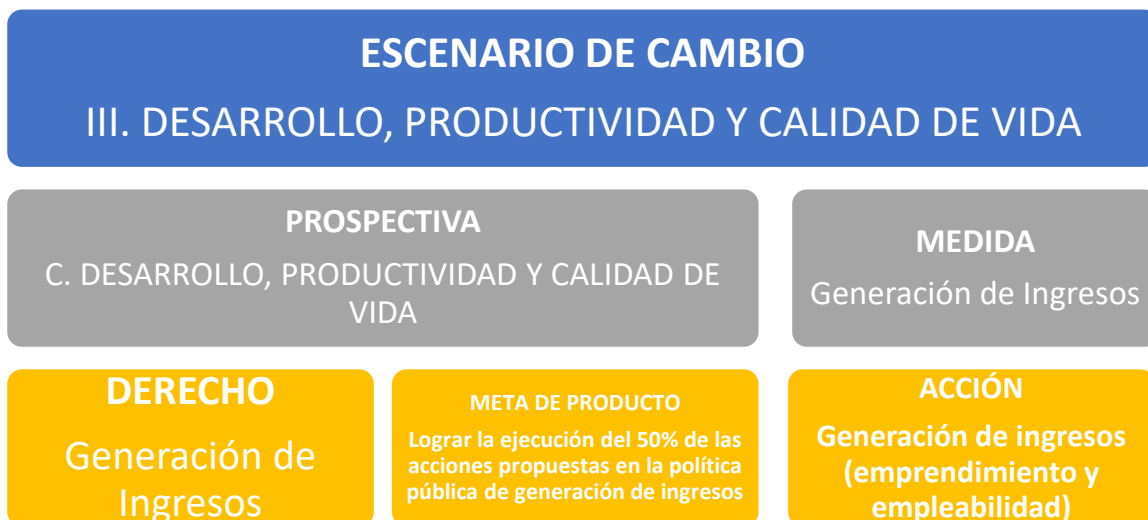 ESCENARIO DE CAMBIO
III. DESARROLLO, PRODUCTIVIDAD Y CALIDAD DE VIDA
PROSPECTIVA
C. DESARROLLO, PRODUCTIVIDAD Y CALIDAD DE
VIDA
MEDIDA
Generación de Ingresos
DERECHO
Generación de
Ingresos
META DE PRODUCTO
Lograr la ejecución del 50% de las
acciones propuestas en la política
pública de generación de ingresos
ACCIÓN
Generación de ingresos
(emprendimiento y
empleabilidad)